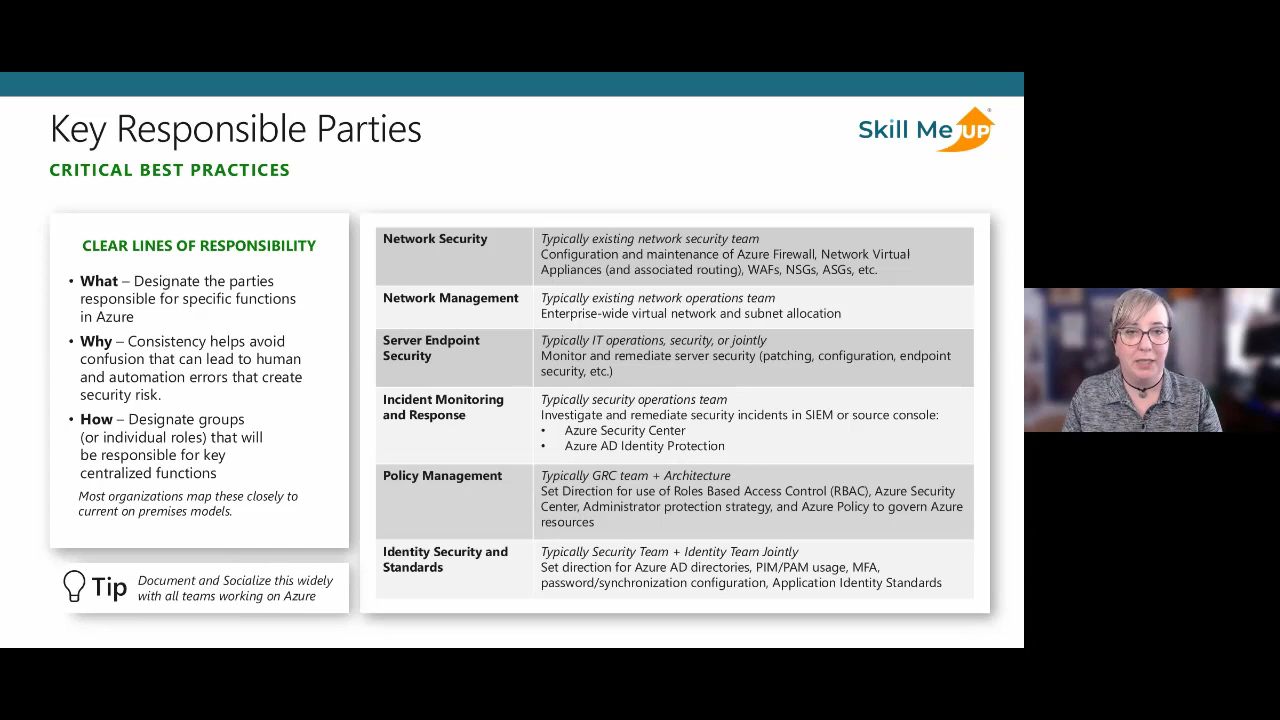 Key Responsible Parties
CRITICAL BEST PRACTICES
Skill Me UP
®
CLEAR LINES OF RESPONSIBILITY
• What – Designate the parties
responsible for specific functions
in Azure
• Why – Consistency helps avoid
confusion that can lead to human
and automation errors that create
security risk.
• How – Designate groups
(or individual roles) that will
be responsible for key
centralized functions
Most organizations map these closely to
current on premises models.
Tip
Document and Socialize this widely
with all teams working on Azure
Network Security
Typically existing network security team
Configuration and maintenance of Azure Firewall, Network Virtual
Appliances (and associated routing), WAFs, NSGs, ASGs, etc.
Network Management
Typically existing network operations team
Enterprise-wide virtual network and subnet allocation
Server Endpoint
Security
Typically IT operations, security, or jointly
Monitor and remediate server security (patching, configuration, endpoint
security, etc.)
Incident Monitoring
and Response
Typically security operations team
Investigate and remediate security incidents in SIEM or source console:
• Azure Security Center
• Azure AD Identity Protection
Policy Management
Typically GRC team + Architecture
Set Direction for use of Roles Based Access Control (RBAC), Azure Security
Center, Administrator protection strategy, and Azure Policy to govern Azure
resources
Identity Security and
Standards
Typically Security Team + Identity Team Jointly
Set direction for Azure AD directories, PIM/PAM usage, MFA,
password/synchronization configuration, Application Identity Standards